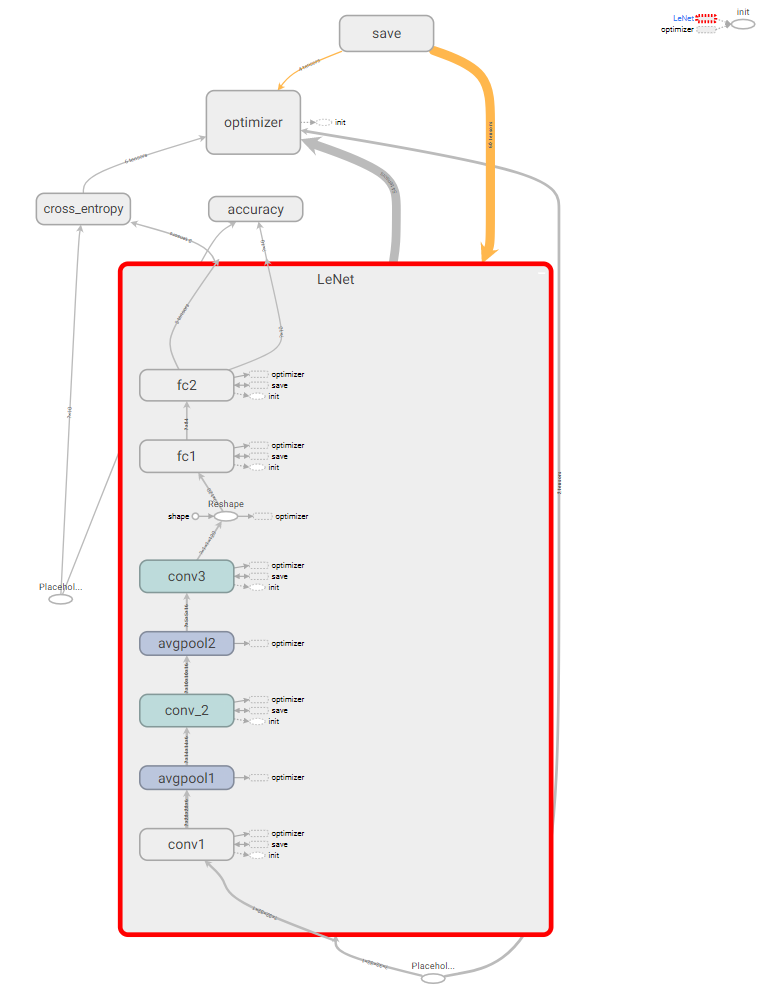 save
LeNet
init
optimizer
optimizer
init
cross_entropy
accuracy
LeNet
fc2
optimizer
save
init
fc1
optimizer
save
init
Reshape
shape
optimizer
conv3
optimizer
save
init
Placehol...
avgpool2
optimizer
conv_2
optimizer
save
init
avgpool1
optimizer
conv1
optimizer
save
init
Placehol...